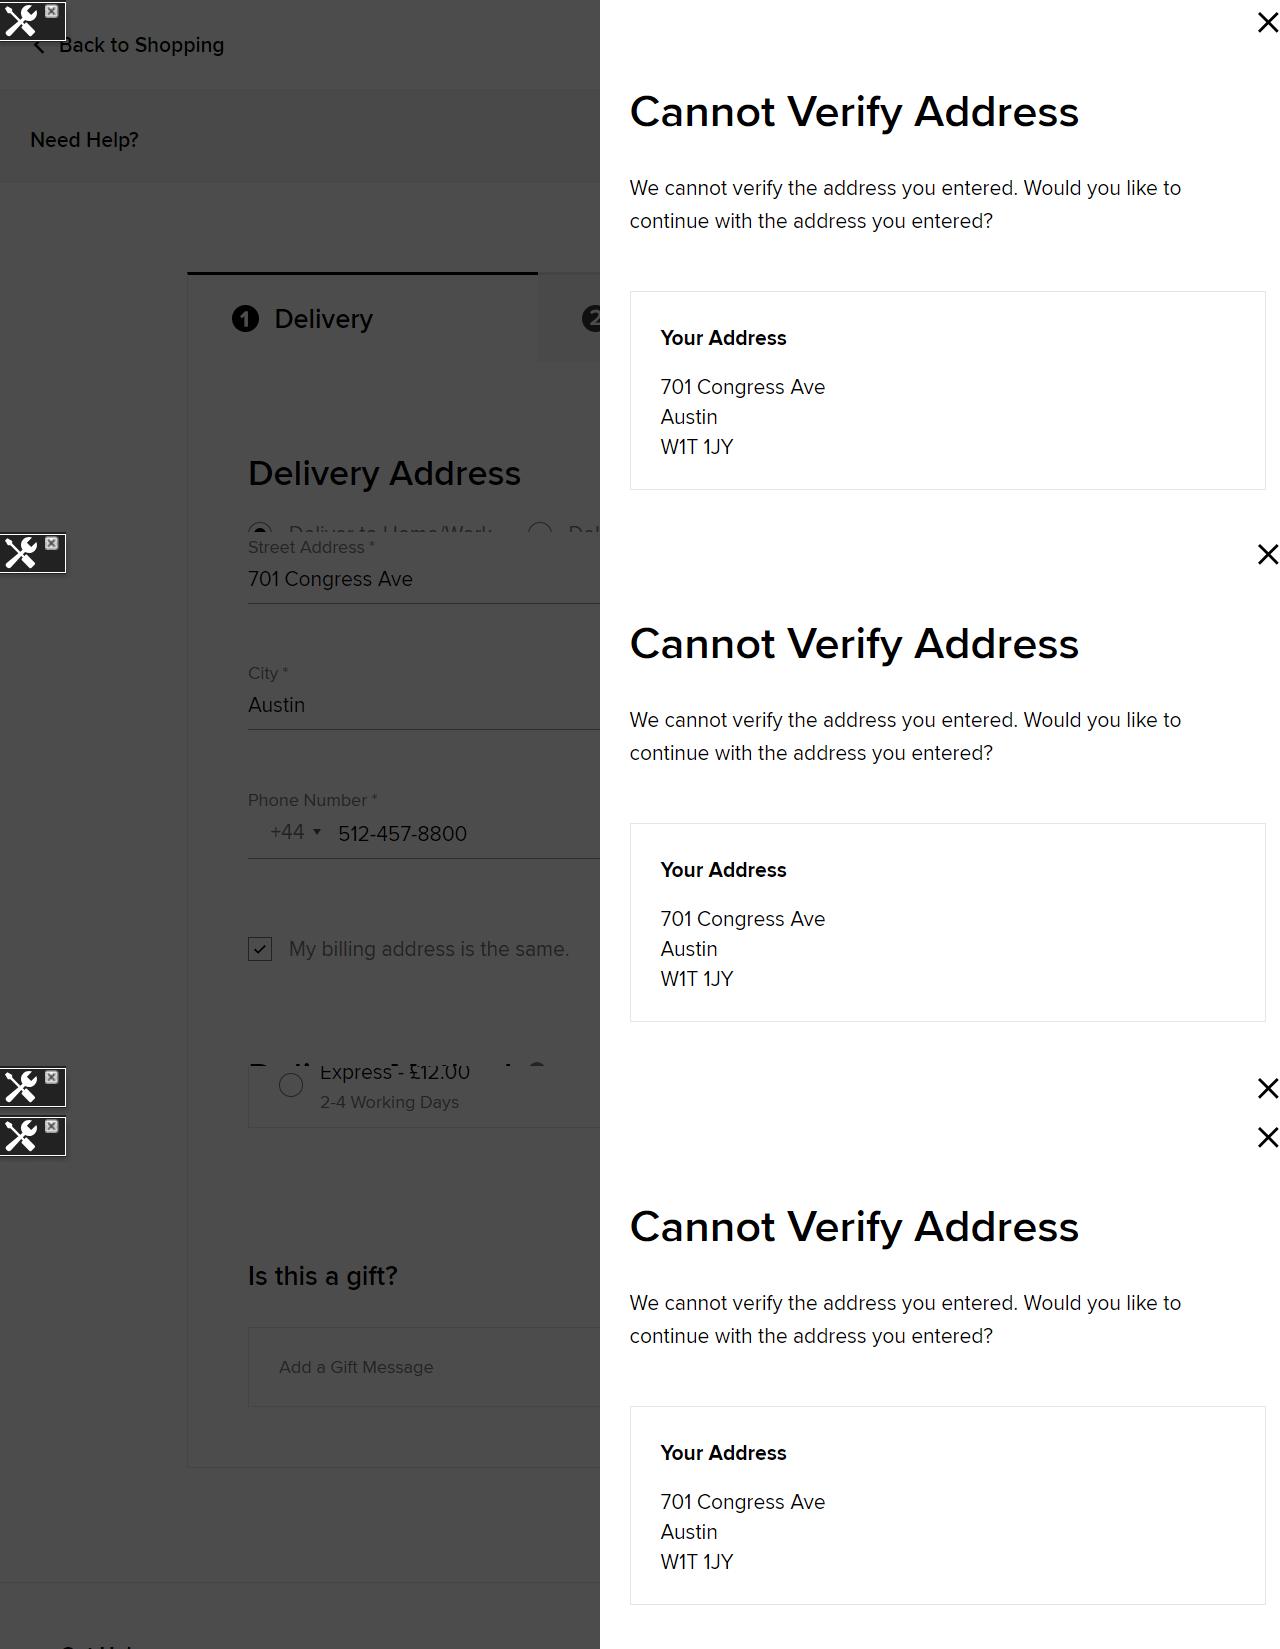 Back to Shopping
Need Help?
1 Delivery
2
Delivery Address
Deliver to Home/Work
Street Address *
701 Congress Ave
City *
Austin
Phone Number *
+44 512-457-8800
My billing address is the same.
Express - £12.00
2-4 Working Days
Is this a gift?
Add a Gift Message
Cannot Verify Address
We cannot verify the address you entered. Would you like to
continue with the address you entered?
Your Address
701 Congress Ave
Austin
W1T 1JY
Cannot Verify Address
We cannot verify the address you entered. Would you like to
continue with the address you entered?
Your Address
701 Congress Ave
Austin
W1T 1JY
Cannot Verify Address
We cannot verify the address you entered. Would you like to
continue with the address you entered?
Your Address
701 Congress Ave
Austin
W1T 1JY